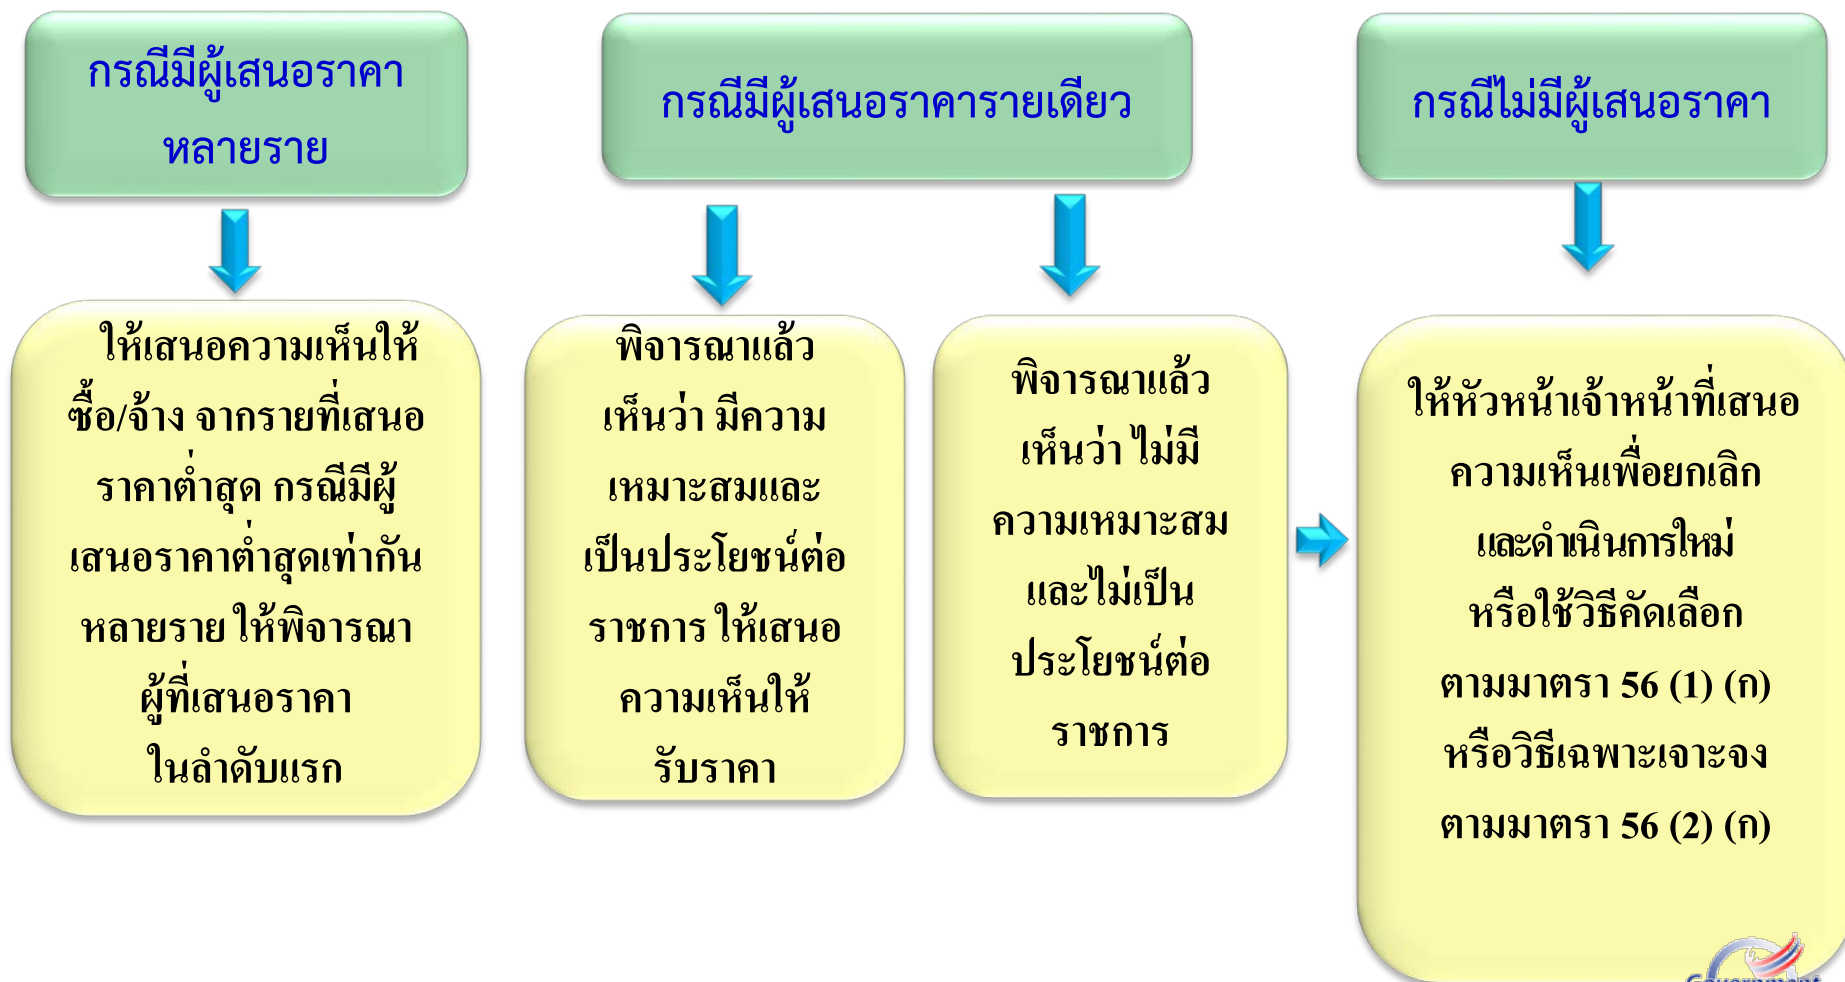 กรณีมีผู้เสนอราคา
หลายราย
กรณีมีผู้เสนอราคารายเดียว
กรณีไม่มีผู้เสนอราคา
ให้เสนอความเห็นให้
ซื้อ/จ้าง จากรายที่เสนอ
ราคาต่ำสุด กรณีมีผู้
เสนอราคาต่ำสุดเท่ากัน
หลายราย ให้พิจารณา
ผู้ที่เสนอราคา
ในลำดับแรก
พิจารณาแล้ว
เห็นว่า มีความ
เหมาะสมและ
เป็นประโยชน์ต่อ
ราชการ ให้เสนอ
ความเห็นให้
รับราคา
พิจารณาแล้ว
เห็นว่า ไม่มี
ความเหมาะสม
และไม่เป็น
ประโยชน์ต่อ
ราชการ
ให้หัวหน้าเจ้าหน้าที่เสนอ
ความเห็นเพื่อยกเลิก
และดำเนินการใหม่
หรือใช้วิธีคัดเลือก
ตามมาตรา 56 (1) (ก)
หรือวิธีเฉพาะเจาะจง
ตามมาตรา 56 (2) (ก)
Government